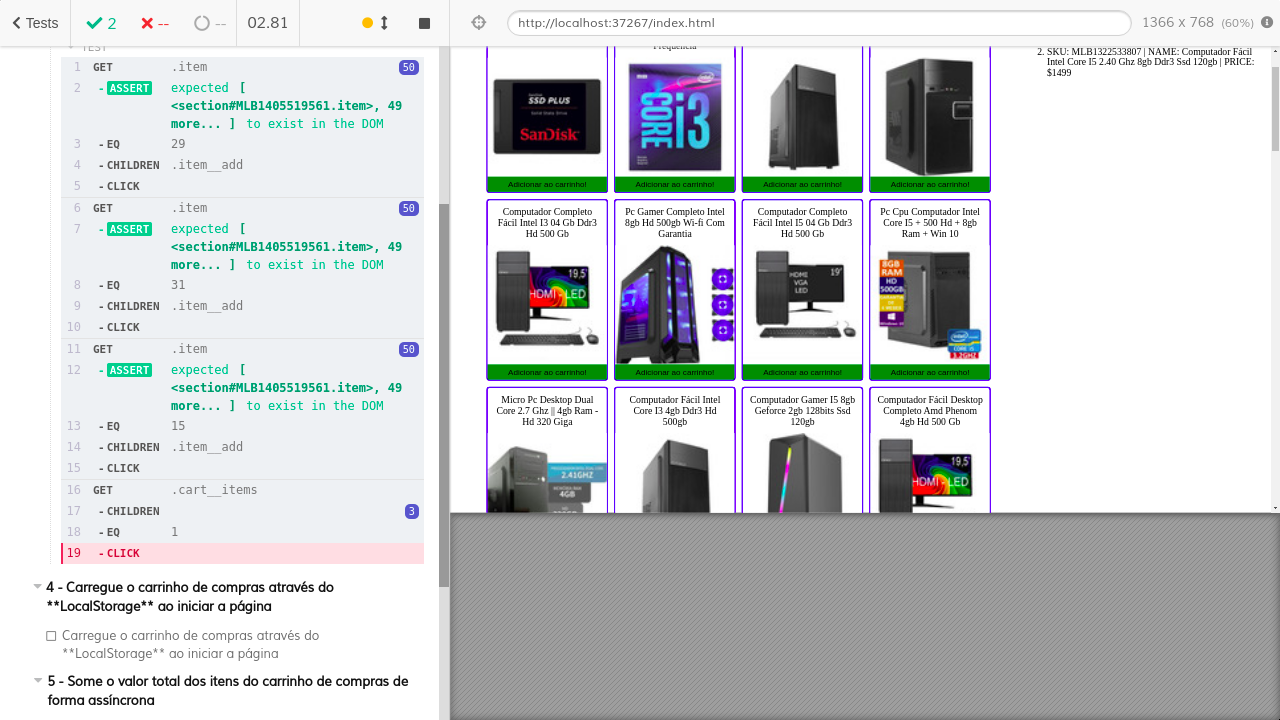 Tests
2
--
--
02.81
http://localhost:37267/index.html
1366 x 768 (60%)
TEST
1 GET .item 50
2 - ASSERT expected [
<section#MLB1405519561.item>, 49
more... ] to exist in the DOM
3 - EQ 29
4 - CHILDREN .item__add
5 - CLICK
6 GET .item 50
7 - ASSERT expected [
<section#MLB1405519561.item>, 49
more... ] to exist in the DOM
8 - EQ 31
9 - CHILDREN .item__add
10 - CLICK
11 GET .item 50
12 - ASSERT expected [
<section#MLB1405519561.item>, 49
more... ] to exist in the DOM
13 - EQ 15
14 - CHILDREN .item__add
15 - CLICK
16 GET .cart__items
17 - CHILDREN 3
18 - EQ 1
19 - CLICK
4 - Carregue o carrinho de compras através do
**LocalStorage** ao iniciar a página
Carregue o carrinho de compras através do
**LocalStorage** ao iniciar a página
5 - Some o valor total dos itens do carrinho de compras de
forma assíncrona
Frequência
SSD PLUS
SanDisk
intel
CORE i3
Adicionar ao carrinho!
Adicionar ao carrinho!
Adicionar ao carrinho!
Adicionar ao carrinho!
Computador Completo
Fácil Intel I3 04 Gb Ddr3
Hd 500 Gb
19,5'
HDMI - LED
Adicionar ao carrinho!
Pc Gamer Completo Intel
8gb Hd 500gb Wi-fi Com
Garantia
Adicionar ao carrinho!
Computador Completo
Fácil Intel I5 04 Gb Ddr3
Hd 500 Gb
19'
HDMI
VGA
LED
Adicionar ao carrinho!
Pc Cpu Computador Intel
Core I5 + 500 Hd + 8gb
Ram + Win 10
8GB
RAM
HD
500GB
intel
CORE i5
3.2GHZ
Adicionar ao carrinho!
Micro Pc Desktop Dual
Core 2.7 Ghz || 4gb Ram -
Hd 320 Giga
2.41GHZ
4GB
Computador Fácil Intel
Core I3 4gb Ddr3 Hd
500gb
Computador Gamer I5 8gb
Geforce 2gb 128bits Ssd
120gb
Computador Fácil Desktop
Completo Amd Phenom
4gb Hd 500 Gb
19,5'
HDMI - LED
2. SKU: MLB1322533807 | NAME: Computador Fácil
Intel Core I5 2.40 Ghz 8gb Ddr3 Ssd 120gb | PRICE:
$1499